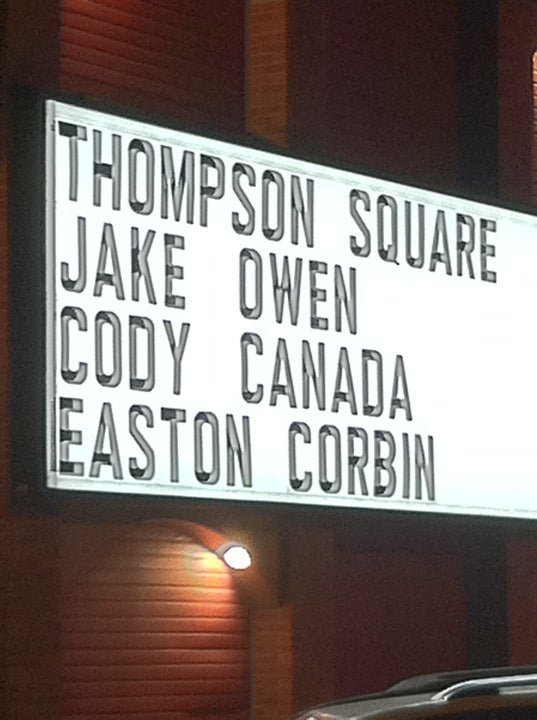 THOMPSON SQUARE
JAKE OWEN
CODY CANADA
EASTON CORBIN